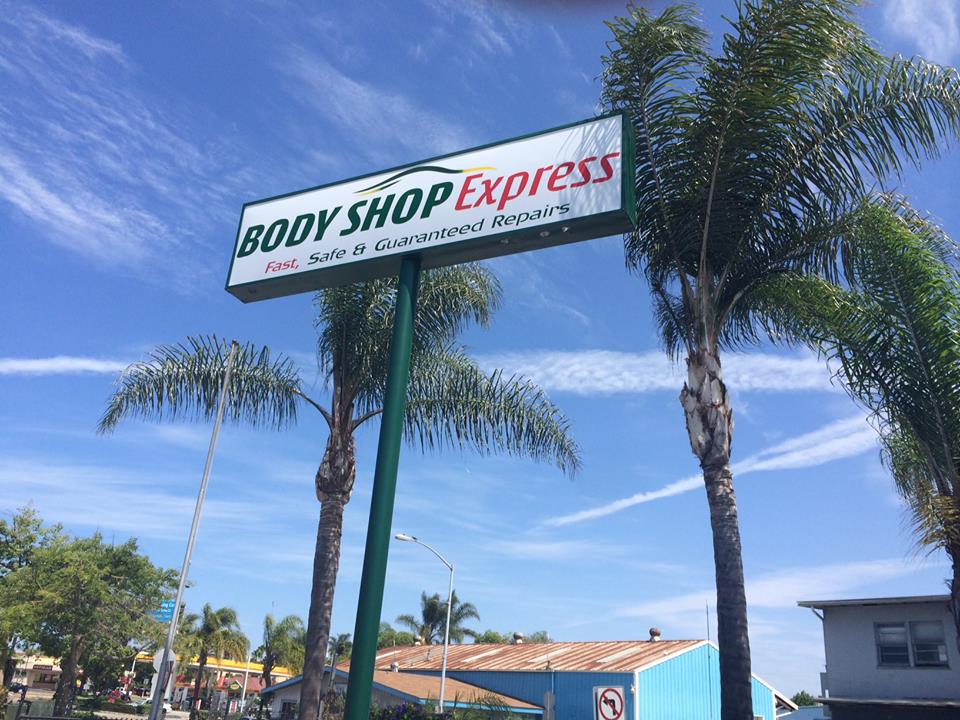 BODY SHOP Express
Fast, Safe & Guaranteed Repairs